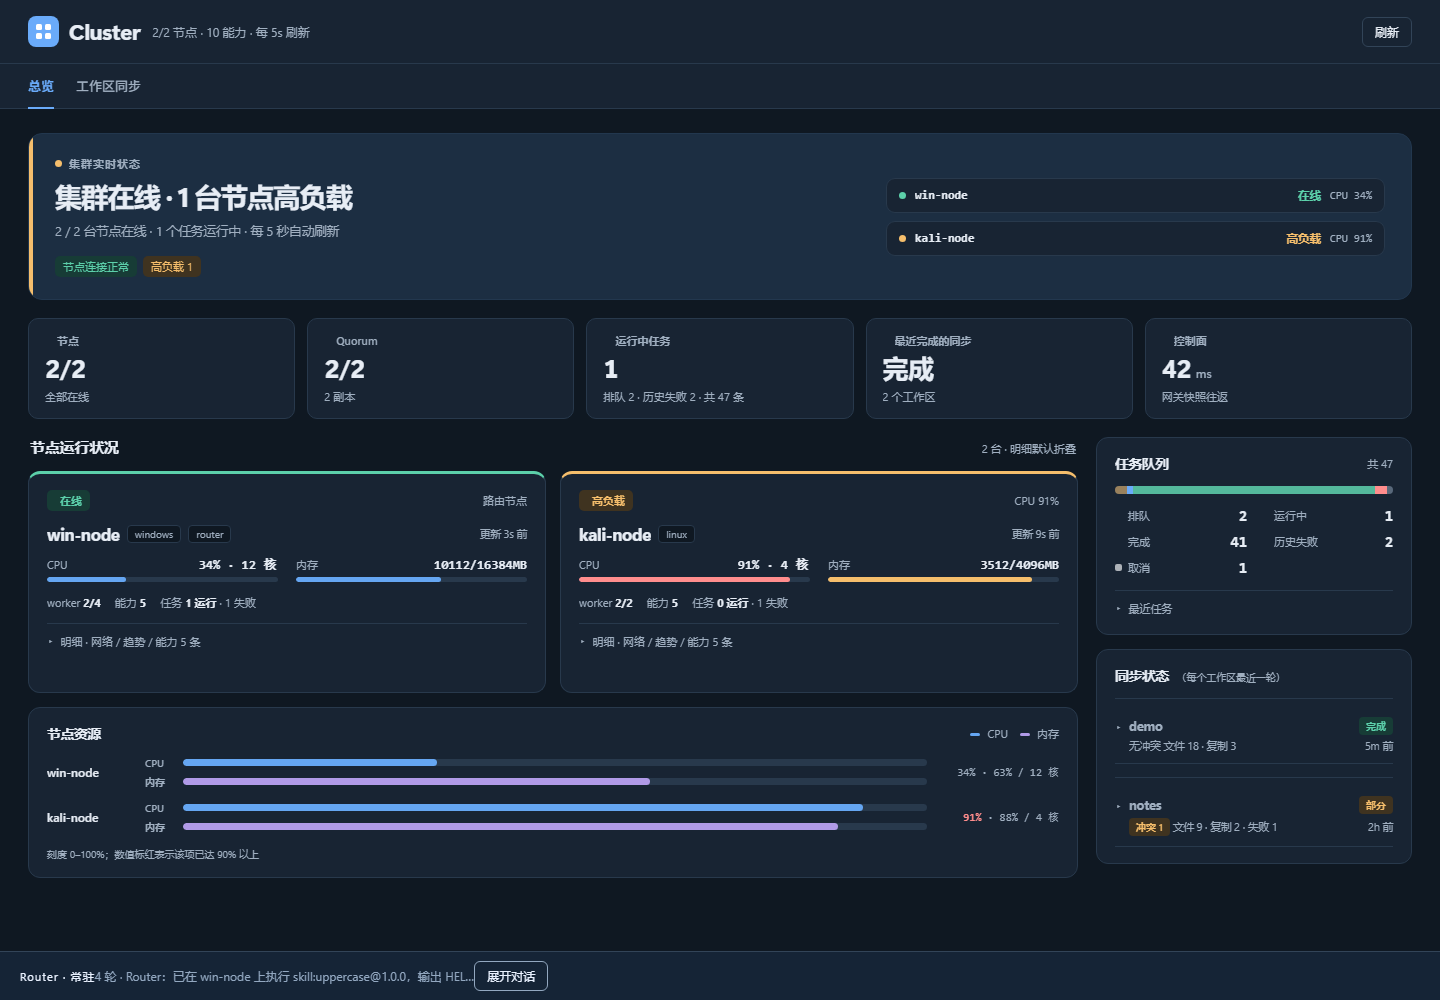 Cluster 2/2 节点 · 10 能力 · 每 5s 刷新 刷新
总览 工作区同步
集群实时状态
集群在线 · 1 台节点高负载
2 / 2 台节点在线 · 1 个任务运行中 · 每 5 秒自动刷新
节点连接正常 高负载 1
win-node 在线 CPU 34%
kali-node 高负载 CPU 91%
节点
2/2
全部在线
Quorum
2/2
2 副本
运行中任务
1
排队 2 · 历史失败 2 · 共 47 条
最近完成的同步
完成
2 个工作区
控制面
42 ms
网关快照往返
节点运行状况 2 台 · 明细默认折叠
在线 路由节点
win-node windows router 更新 3s 前
CPU 34% · 12 核 内存 10112/16384MB
worker 2/4 能力 5 任务 1 运行 · 1 失败
▸ 明细 · 网络 / 趋势 / 能力 5 条
高负载 CPU 91%
kali-node linux 更新 9s 前
CPU 91% · 4 核 内存 3512/4096MB
worker 2/2 能力 5 任务 0 运行 · 1 失败
▸ 明细 · 网络 / 趋势 / 能力 5 条
节点资源 CPU 内存
win-node CPU 内存 34% · 63% / 12 核
kali-node CPU 内存 91% · 88% / 4 核
刻度 0–100%；数值标红表示该项已达 90% 以上
任务队列 共 47
排队 2 运行中 1
完成 41 历史失败 2
取消 1
▸ 最近任务
同步状态 （每个工作区最近一轮）
▸ demo 完成
无冲突 文件 18 · 复制 3 5m 前
▸ notes 部分
冲突 1 文件 9 · 复制 2 · 失败 1 2h 前
Router · 常驻4 轮 · Router：已在 win-node 上执行 skill:uppercase@1.0.0，输出 HEL... 展开对话